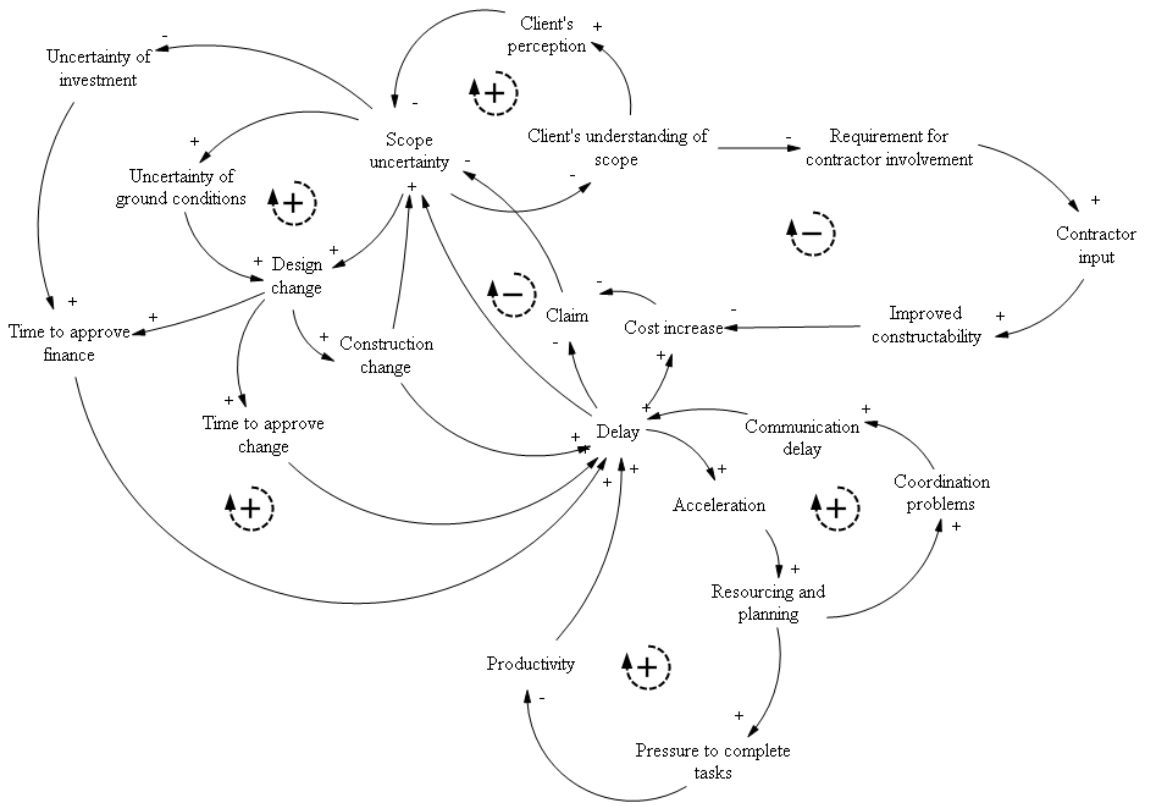 Client's
perception
+
-
Uncertainty of
investment
-
Scope
uncertainty
-
+
Client's understanding of
scope
-
-
Requirement for
contractor involvement
+
+
Uncertainty of
ground conditions
+
-
+
Contractor
input
+
Design
change
+
-
+
Time to approve
finance
+
Claim
-
-
Cost increase
-
+
Improved
constructability
+
+
Construction
change
+
Time to approve
change
+
+
Delay
+
+
+
+
Communication
delay
+
Coordination
problems
+
+
Acceleration
+
+
Resourcing and
planning
+
Productivity
-
+
+
Pressure to complete
tasks